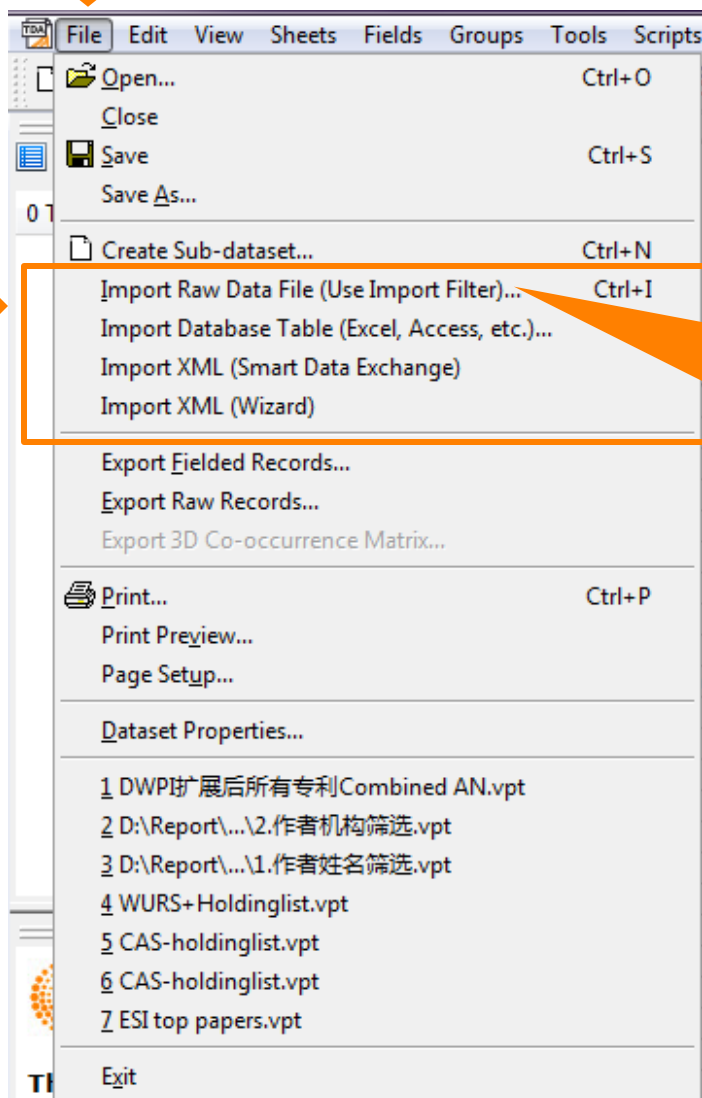 TDA File Edit View Sheets Fields Groups Tools Scripts
Open... Ctrl+O
Close
Save Ctrl+S
Save As...
Create Sub-dataset... Ctrl+N
Import Raw Data File (Use Import Filter)... Ctrl+I
Import Database Table (Excel, Access, etc.)...
Import XML (Smart Data Exchange)
Import XML (Wizard)
Export Fielded Records...
Export Raw Records...
Export 3D Co-occurrence Matrix...
Print... Ctrl+P
Print Preview...
Page Setup...
Dataset Properties...
1 DWPI扩展后所有专利Combined AN.vpt
2 D:\Report\...\2.作者机构筛选.vpt
3 D:\Report\...\1.作者姓名筛选.vpt
4 WURS+Holdinglist.vpt
5 CAS-holdinglist.vpt
6 CAS-holdinglist.vpt
7 ESI top papers.vpt
Exit